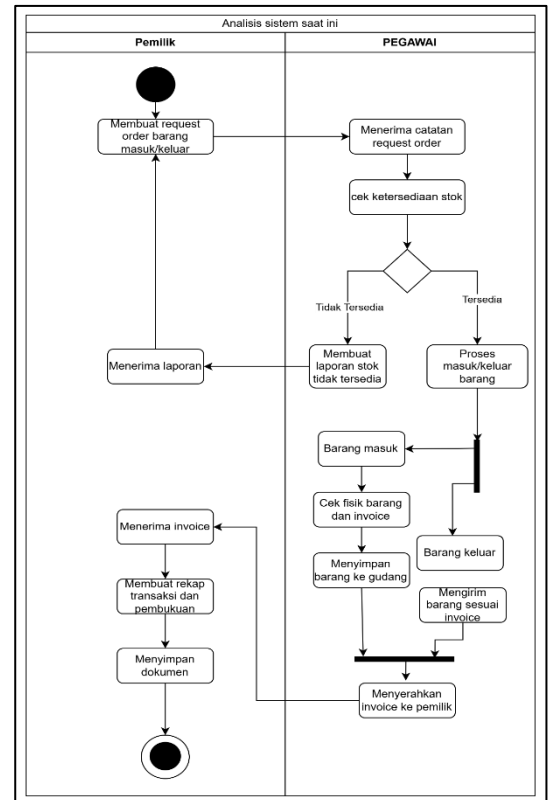 Analisis sistem saat ini
Pemilik
PEGAWAI
Membuat request
order barang
masuk/keluar
Menerima catatan
request order
cek ketersediaan stok
Tidak Tersedia
Tersedia
Menerima laporan
Membuat
laporan stok
tidak tersedia
Proses
masuk/keluar
barang
Barang masuk
Cek fisik barang
dan invoice
Menerima invoice
Barang keluar
Menyimpan
barang ke gudang
Membuat rekap
transaksi dan
pembukuan
Mengirim
barang sesuai
invoice
Menyimpan
dokumen
Menyerahkan
invoice ke pemilik